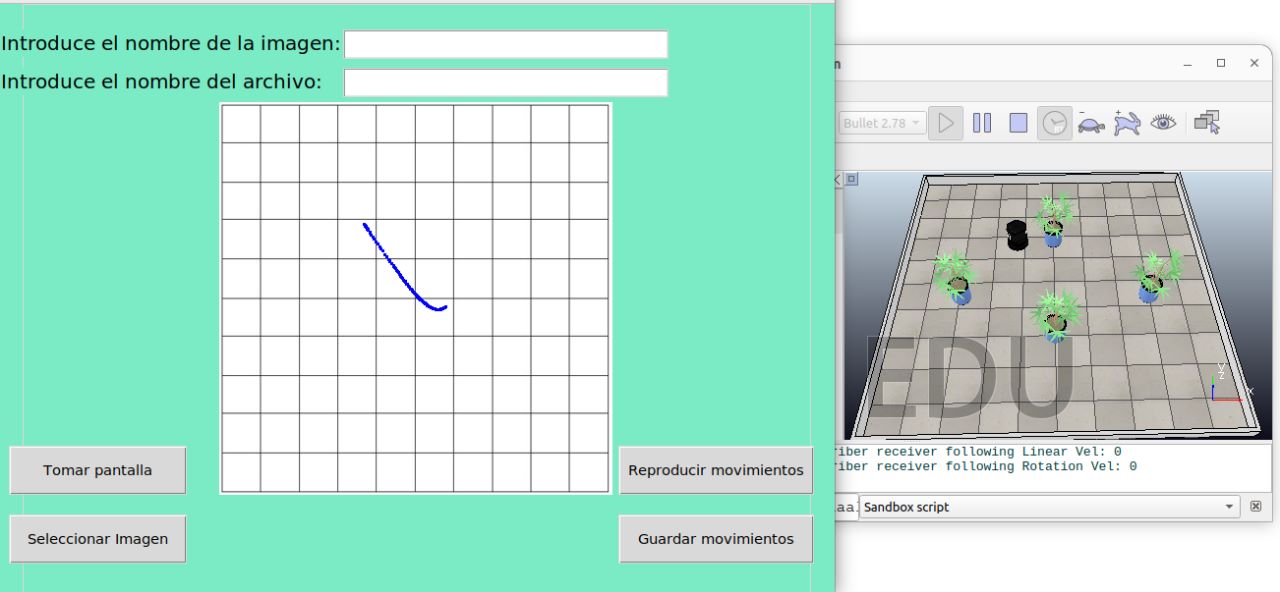 Introduce el nombre de la imagen:
Introduce el nombre del archivo:
Tomar pantalla
Reproducir movimientos
Seleccionar Imagen
Guardar movimientos
n
Bullet 2.78
EDU
y
z
x
riber receiver following Linear Vel: 0
riber receiver following Rotation Vel: 0
Sandbox script